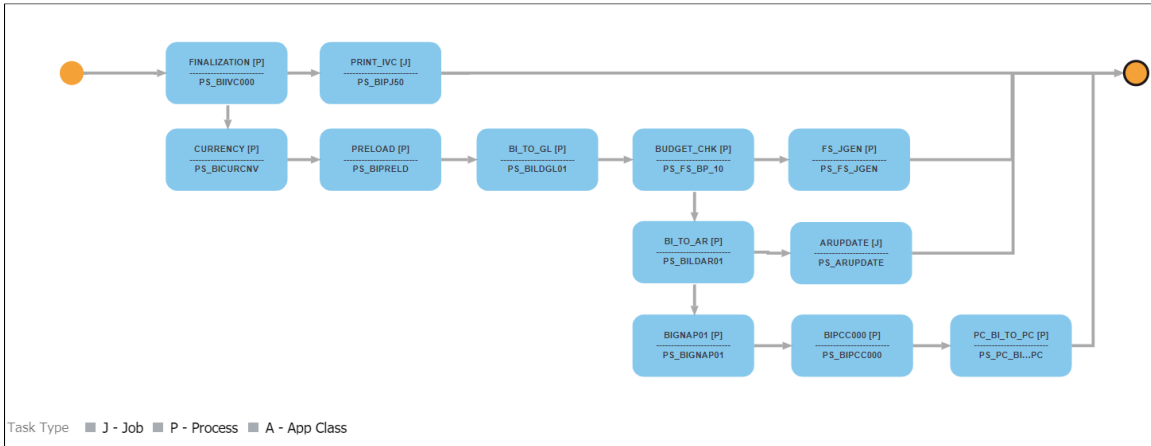 FINALIZATION [P]
PS_BIIVC000
PRINT_IVC [J]
PS_BIPJ50
CURRENCY [P]
PS_BICURCNV
PRELOAD [P]
PS_BIPRELD
BI_TO_GL [P]
PS_BILDGL01
BUDGET_CHK [P]
PS_FS_BP_10
FS_JGEN [P]
PS_FS_JGEN
BI_TO_AR [P]
PS_BILDAR01
ARUPDATE [J]
PS_ARUPDATE
BIGNAP01 [P]
PS_BIGNAP01
BIPCC000 [P]
PS_BIPCC000
PC_BI_TO_PC [P]
PS_PC_BI...PC
Task Type J - Job P - Process A - App Class